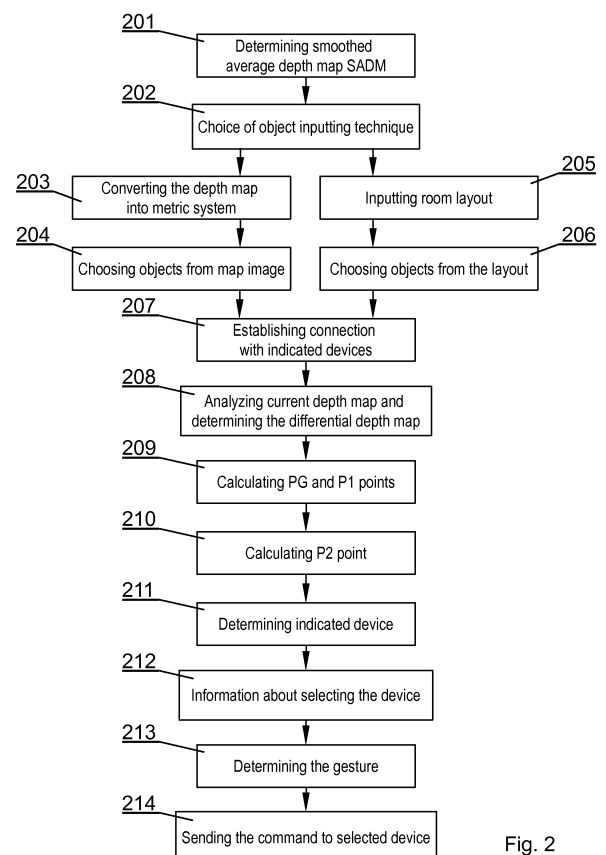 201
Determining smoothed
average depth map SADM
202
Choice of object inputting technique
203
Converting the depth map
into metric system
205
Inputting room layout
204
Choosing objects from map image
206
Choosing objects from the layout
207
Establishing connection
with indicated devices
208
Analyzing current depth map and
determining the differential depth map
209
Calculating PG and P1 points
210
Calculating P2 point
211
Determining indicated device
212
Information about selecting the device
213
Determining the gesture
214
Sending the command to selected device
Fig. 2